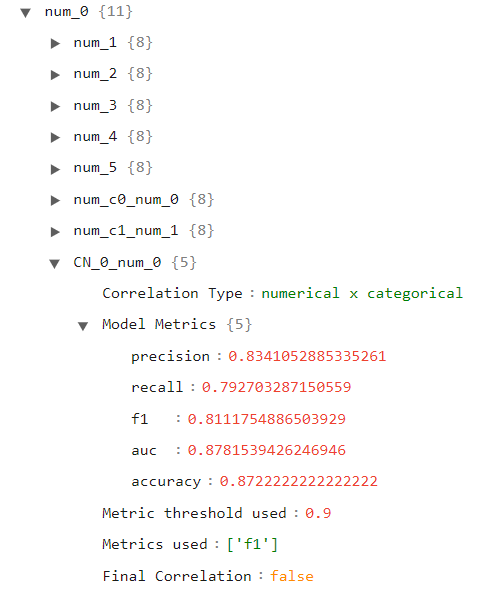 ▼ num_0 {11}
► num_1 {8}
► num_2 {8}
► num_3 {8}
► num_4 {8}
► num_5 {8}
► num_c0_num_0 {8}
► num_c1_num_1 {8}
▼ CN_0_num_0 {5}
Correlation Type : numerical x categorical
▼ Model Metrics {5}
precision : 0.8341052885335261
recall : 0.792703287150559
f1 : 0.8111754886503929
auc : 0.8781539426246946
accuracy : 0.8722222222222222
Metric threshold used : 0.9
Metrics used : ['f1']
Final Correlation : false